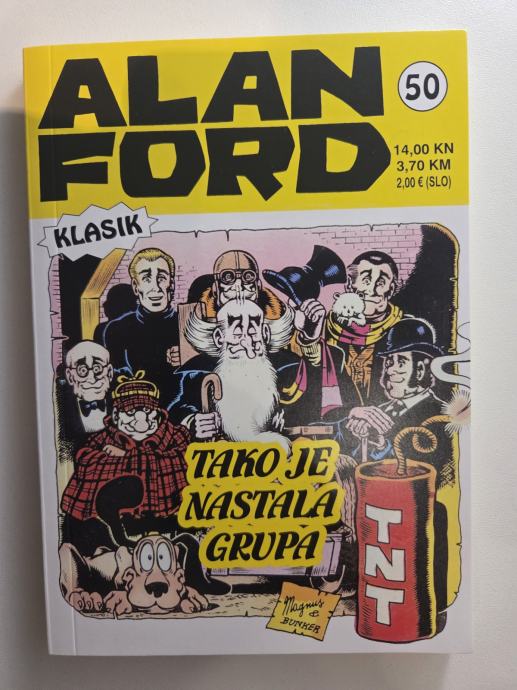 ALAN
FORD
50
14,00 KN
3,70 KM
2,00 € (SLO)
KLASIK
TAKO JE
NASTALA
GRUPA
TNT
Magnus
&
BUNKER